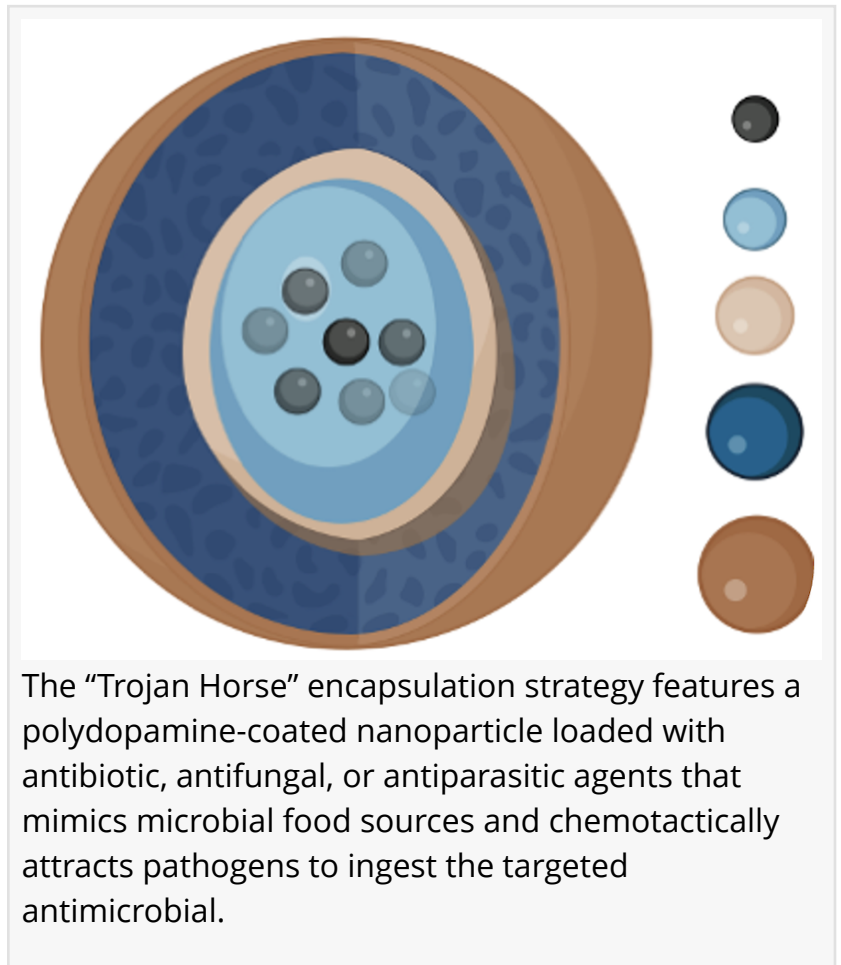 The “Trojan Horse” encapsulation strategy features a
polydopamine-coated nanoparticle loaded with
antibiotic, antifungal, or antiparasitic agents that
mimics microbial food sources and chemotactically
attracts pathogens to ingest the targeted
antimicrobial.